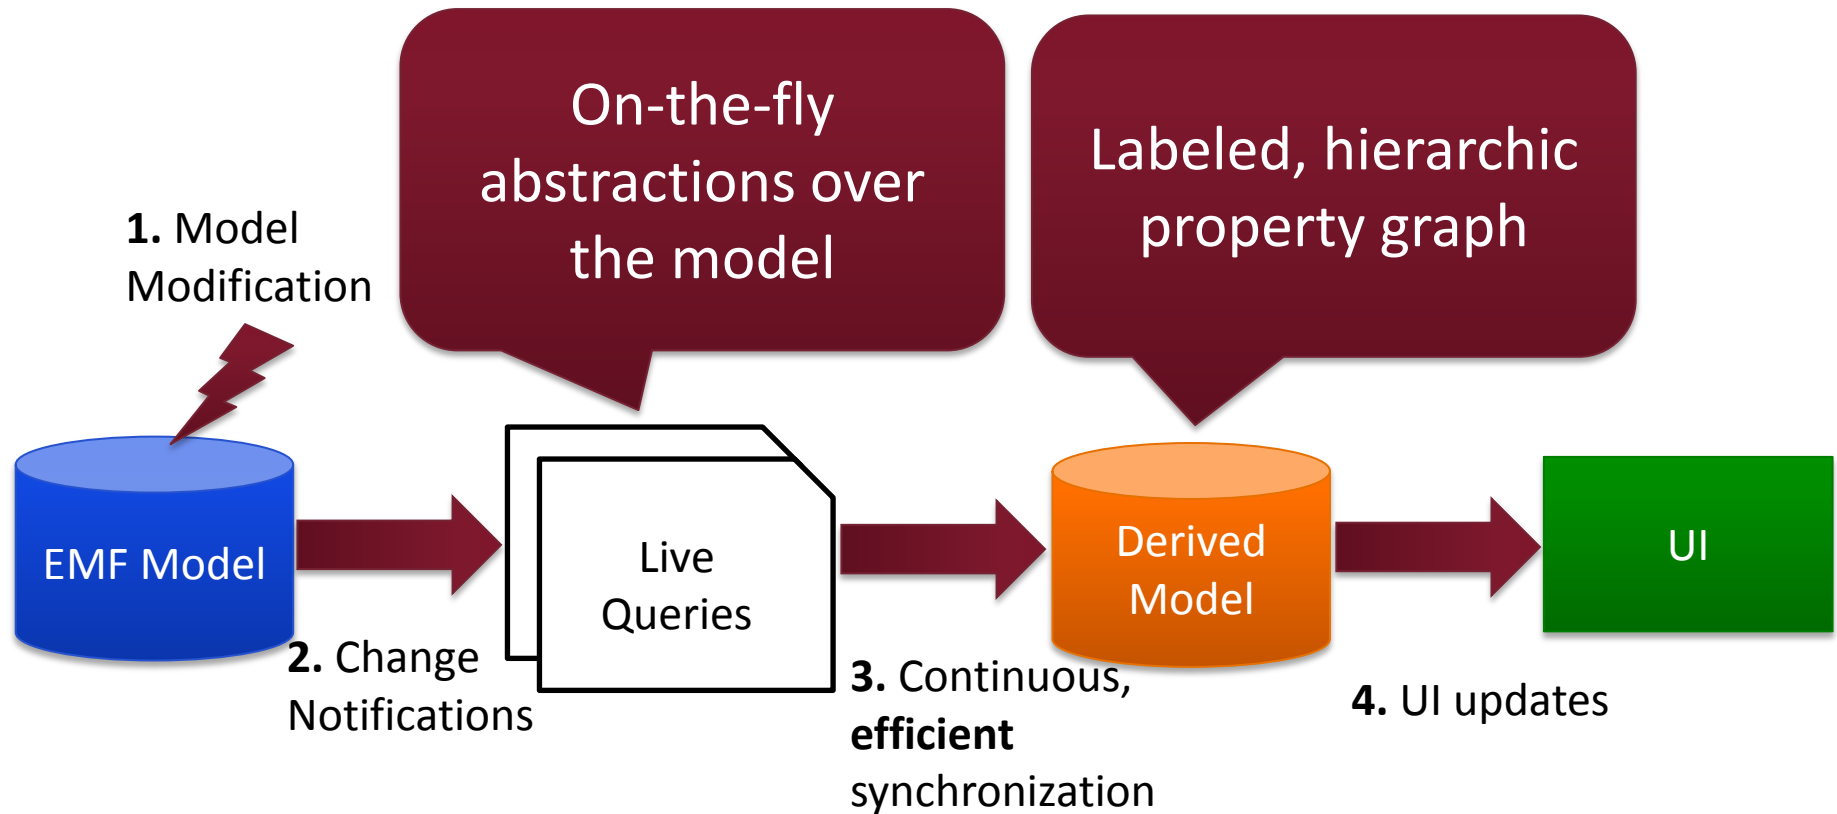 On-the-fly
abstractions over
the model
Labeled, hierarchic
property graph
1. Model
Modification
EMF Model
Live
Queries
Derived
Model
UI
2. Change
Notifications
3. Continuous,
efficient
synchronization
4. UI updates